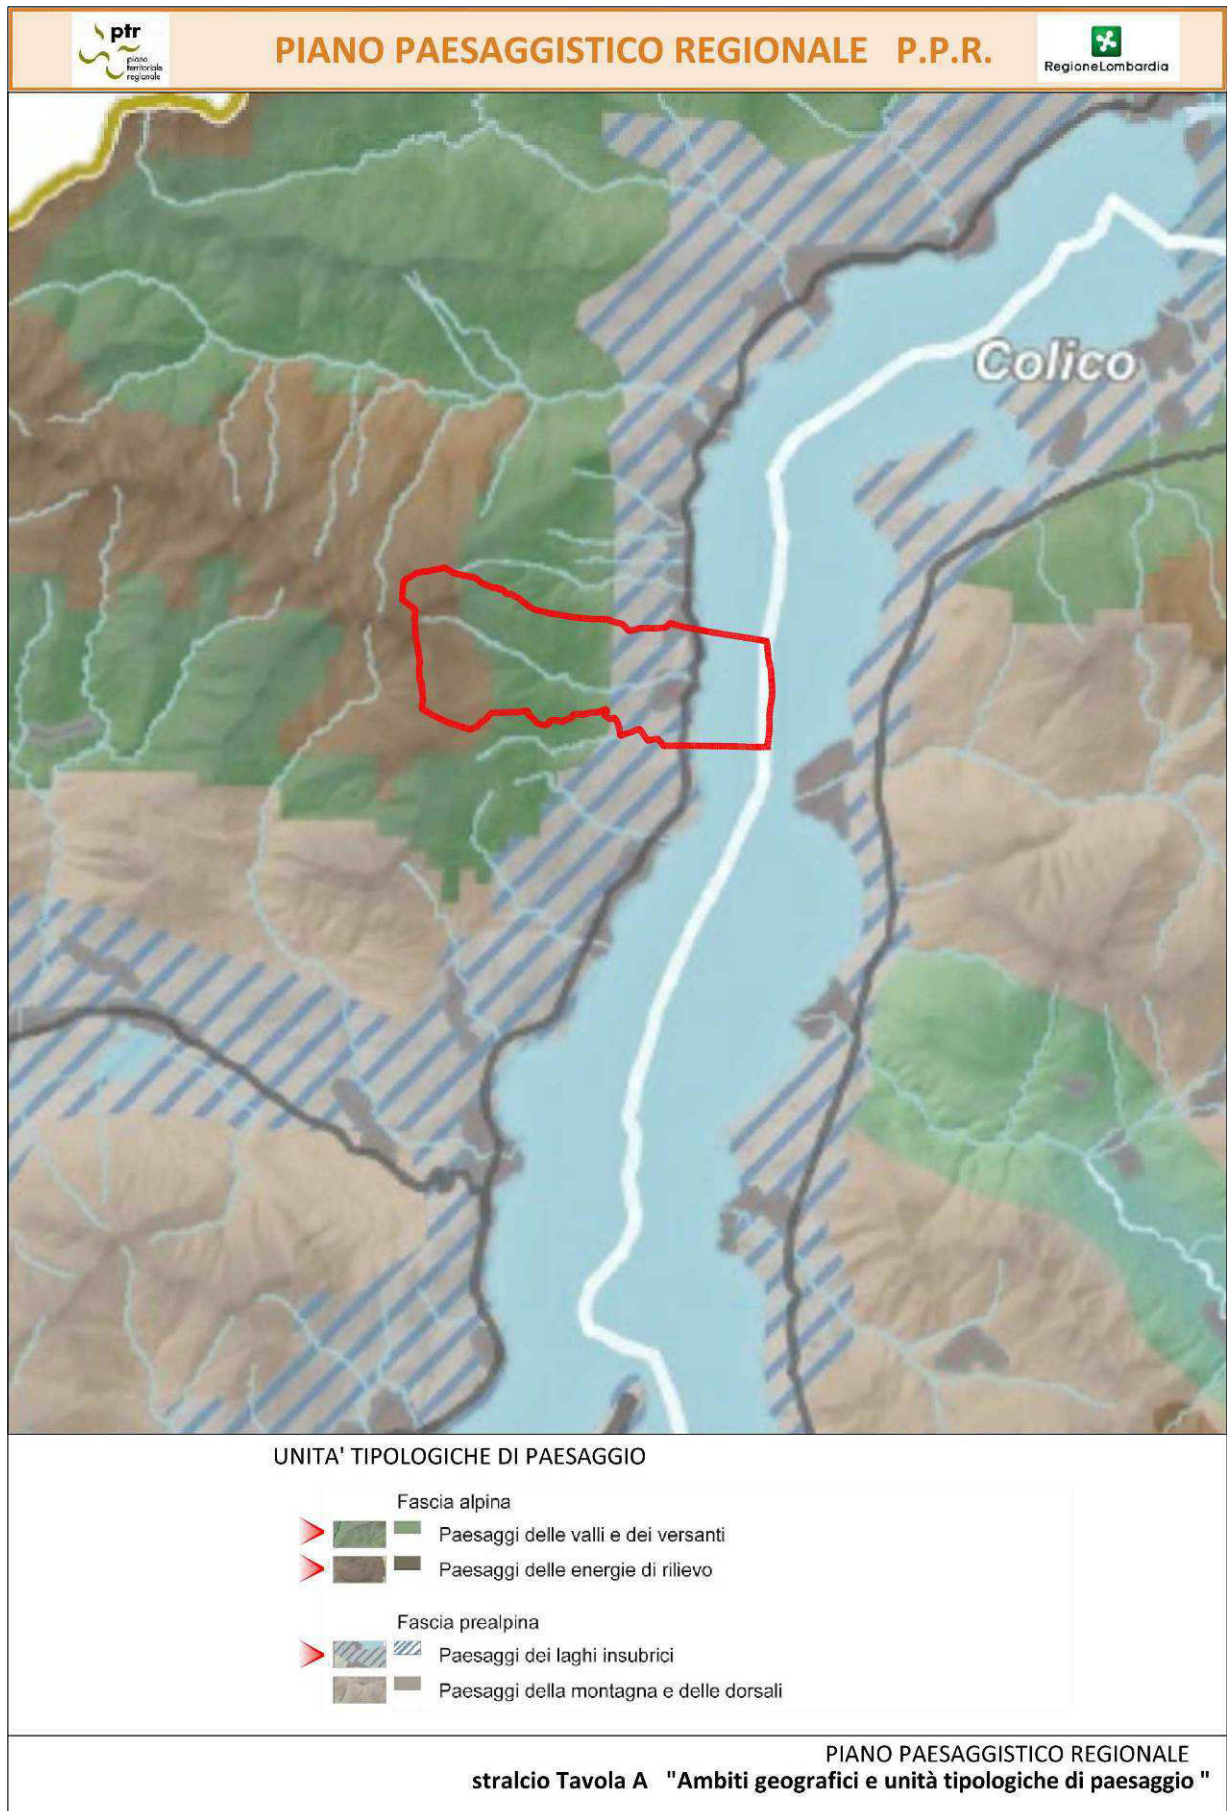 ptr
piano
territoriale
regionale
PIANO PAESAGGISTICO REGIONALE P.P.R.
RegioneLombardia
Colico
UNITA' TIPOLOGICHE DI PAESAGGIO
Fascia alpina
Paesaggi delle valli e dei versanti
Paesaggi delle energie di rilievo
Fascia prealpina
Paesaggi dei laghi insubrici
Paesaggi della montagna e delle dorsali
PIANO PAESAGGISTICO REGIONALE
stralcio Tavola A "Ambiti geografici e unità tipologiche di paesaggio "